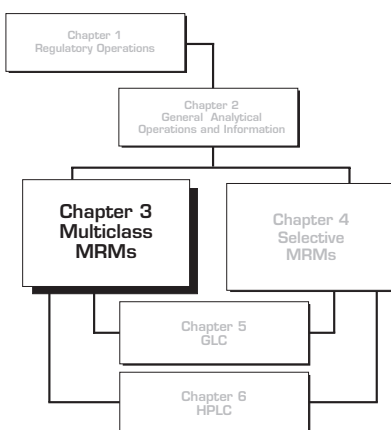 Chapter 1
Regulatory Operations
Chapter 2
General Analytical
Operations and Information
Chapter 3
Multiclass
MRMs
Chapter 4
Selective
MRMs
Chapter 5
GLC
Chapter 6
HPLC